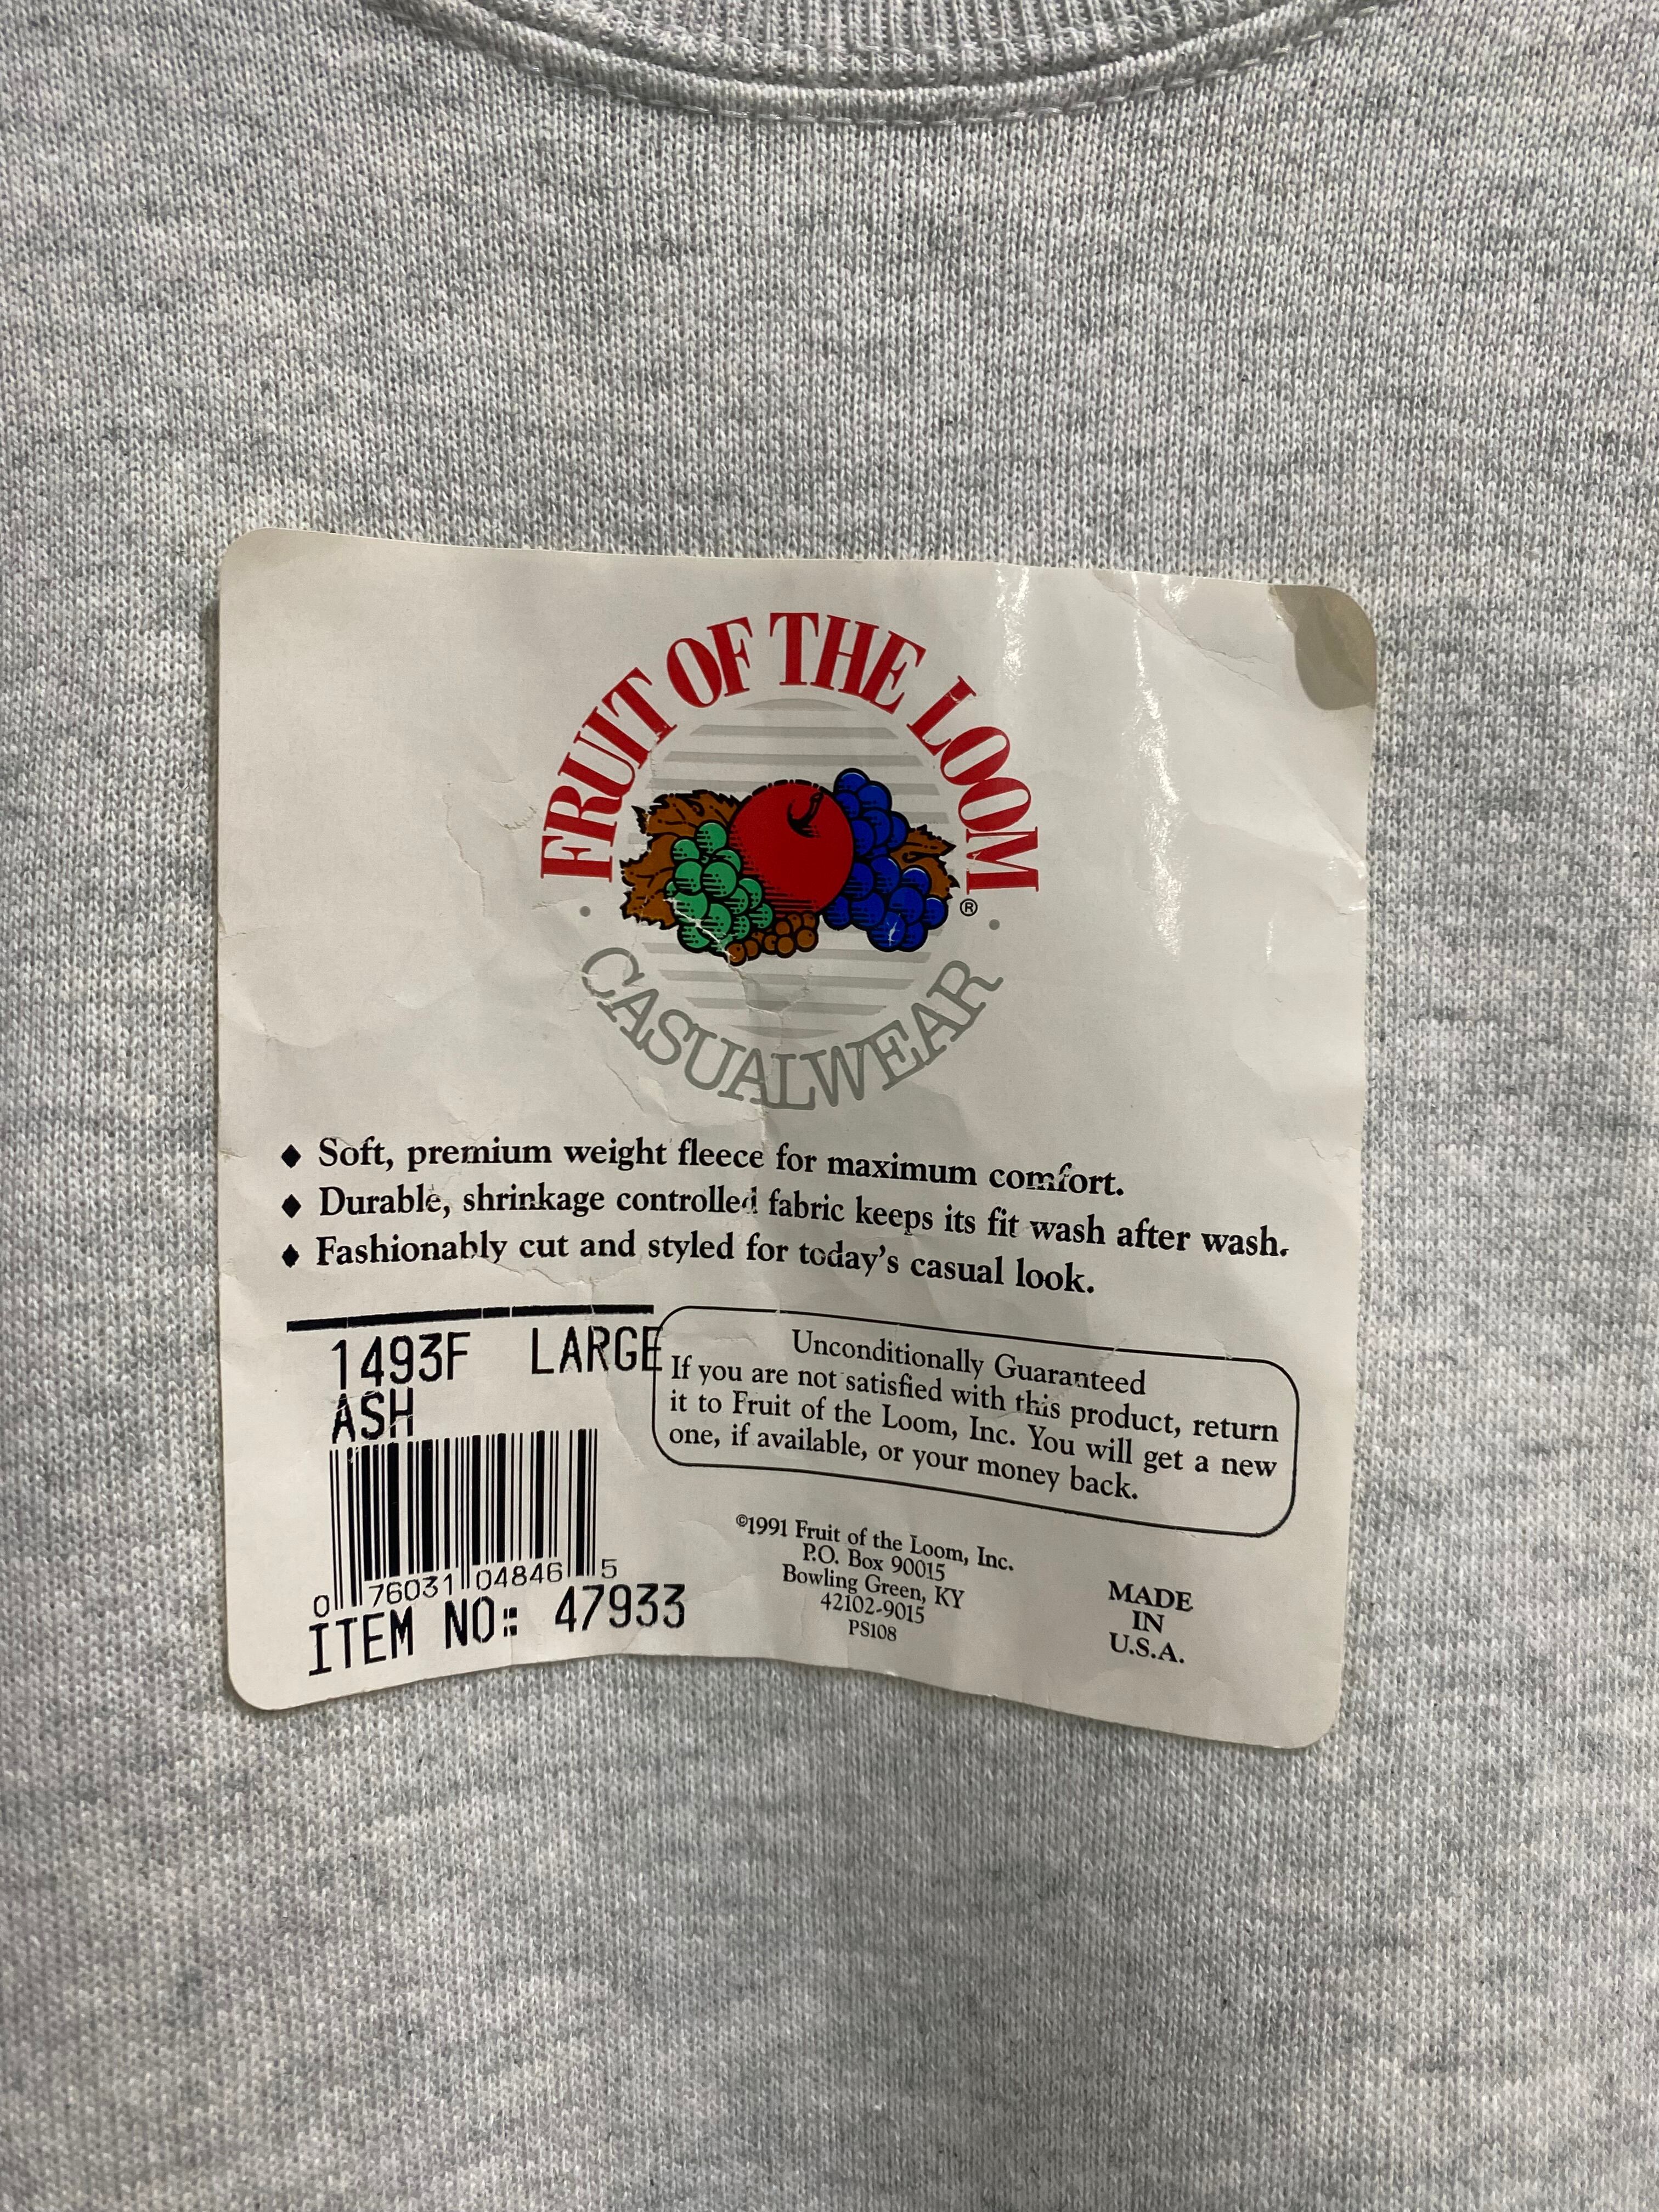 FRUIT OF THE LOOM
®
CASUALWEAR
♦ Soft, premium weight fleece for maximum comfort.
♦ Durable, shrinkage controlled fabric keeps its fit wash after wash.
♦ Fashionably cut and styled for today's casual look.
1493F LARGE
ASH
0 76031 04846 5
ITEM NO: 47933
Unconditionally Guaranteed
If you are not satisfied with this product, return
it to Fruit of the Loom, Inc. You will get a new
one, if available, or your money back.
©1991 Fruit of the Loom, Inc.
P.O. Box 90015
Bowling Green, KY
42102-9015
PS108
MADE
IN
U.S.A.